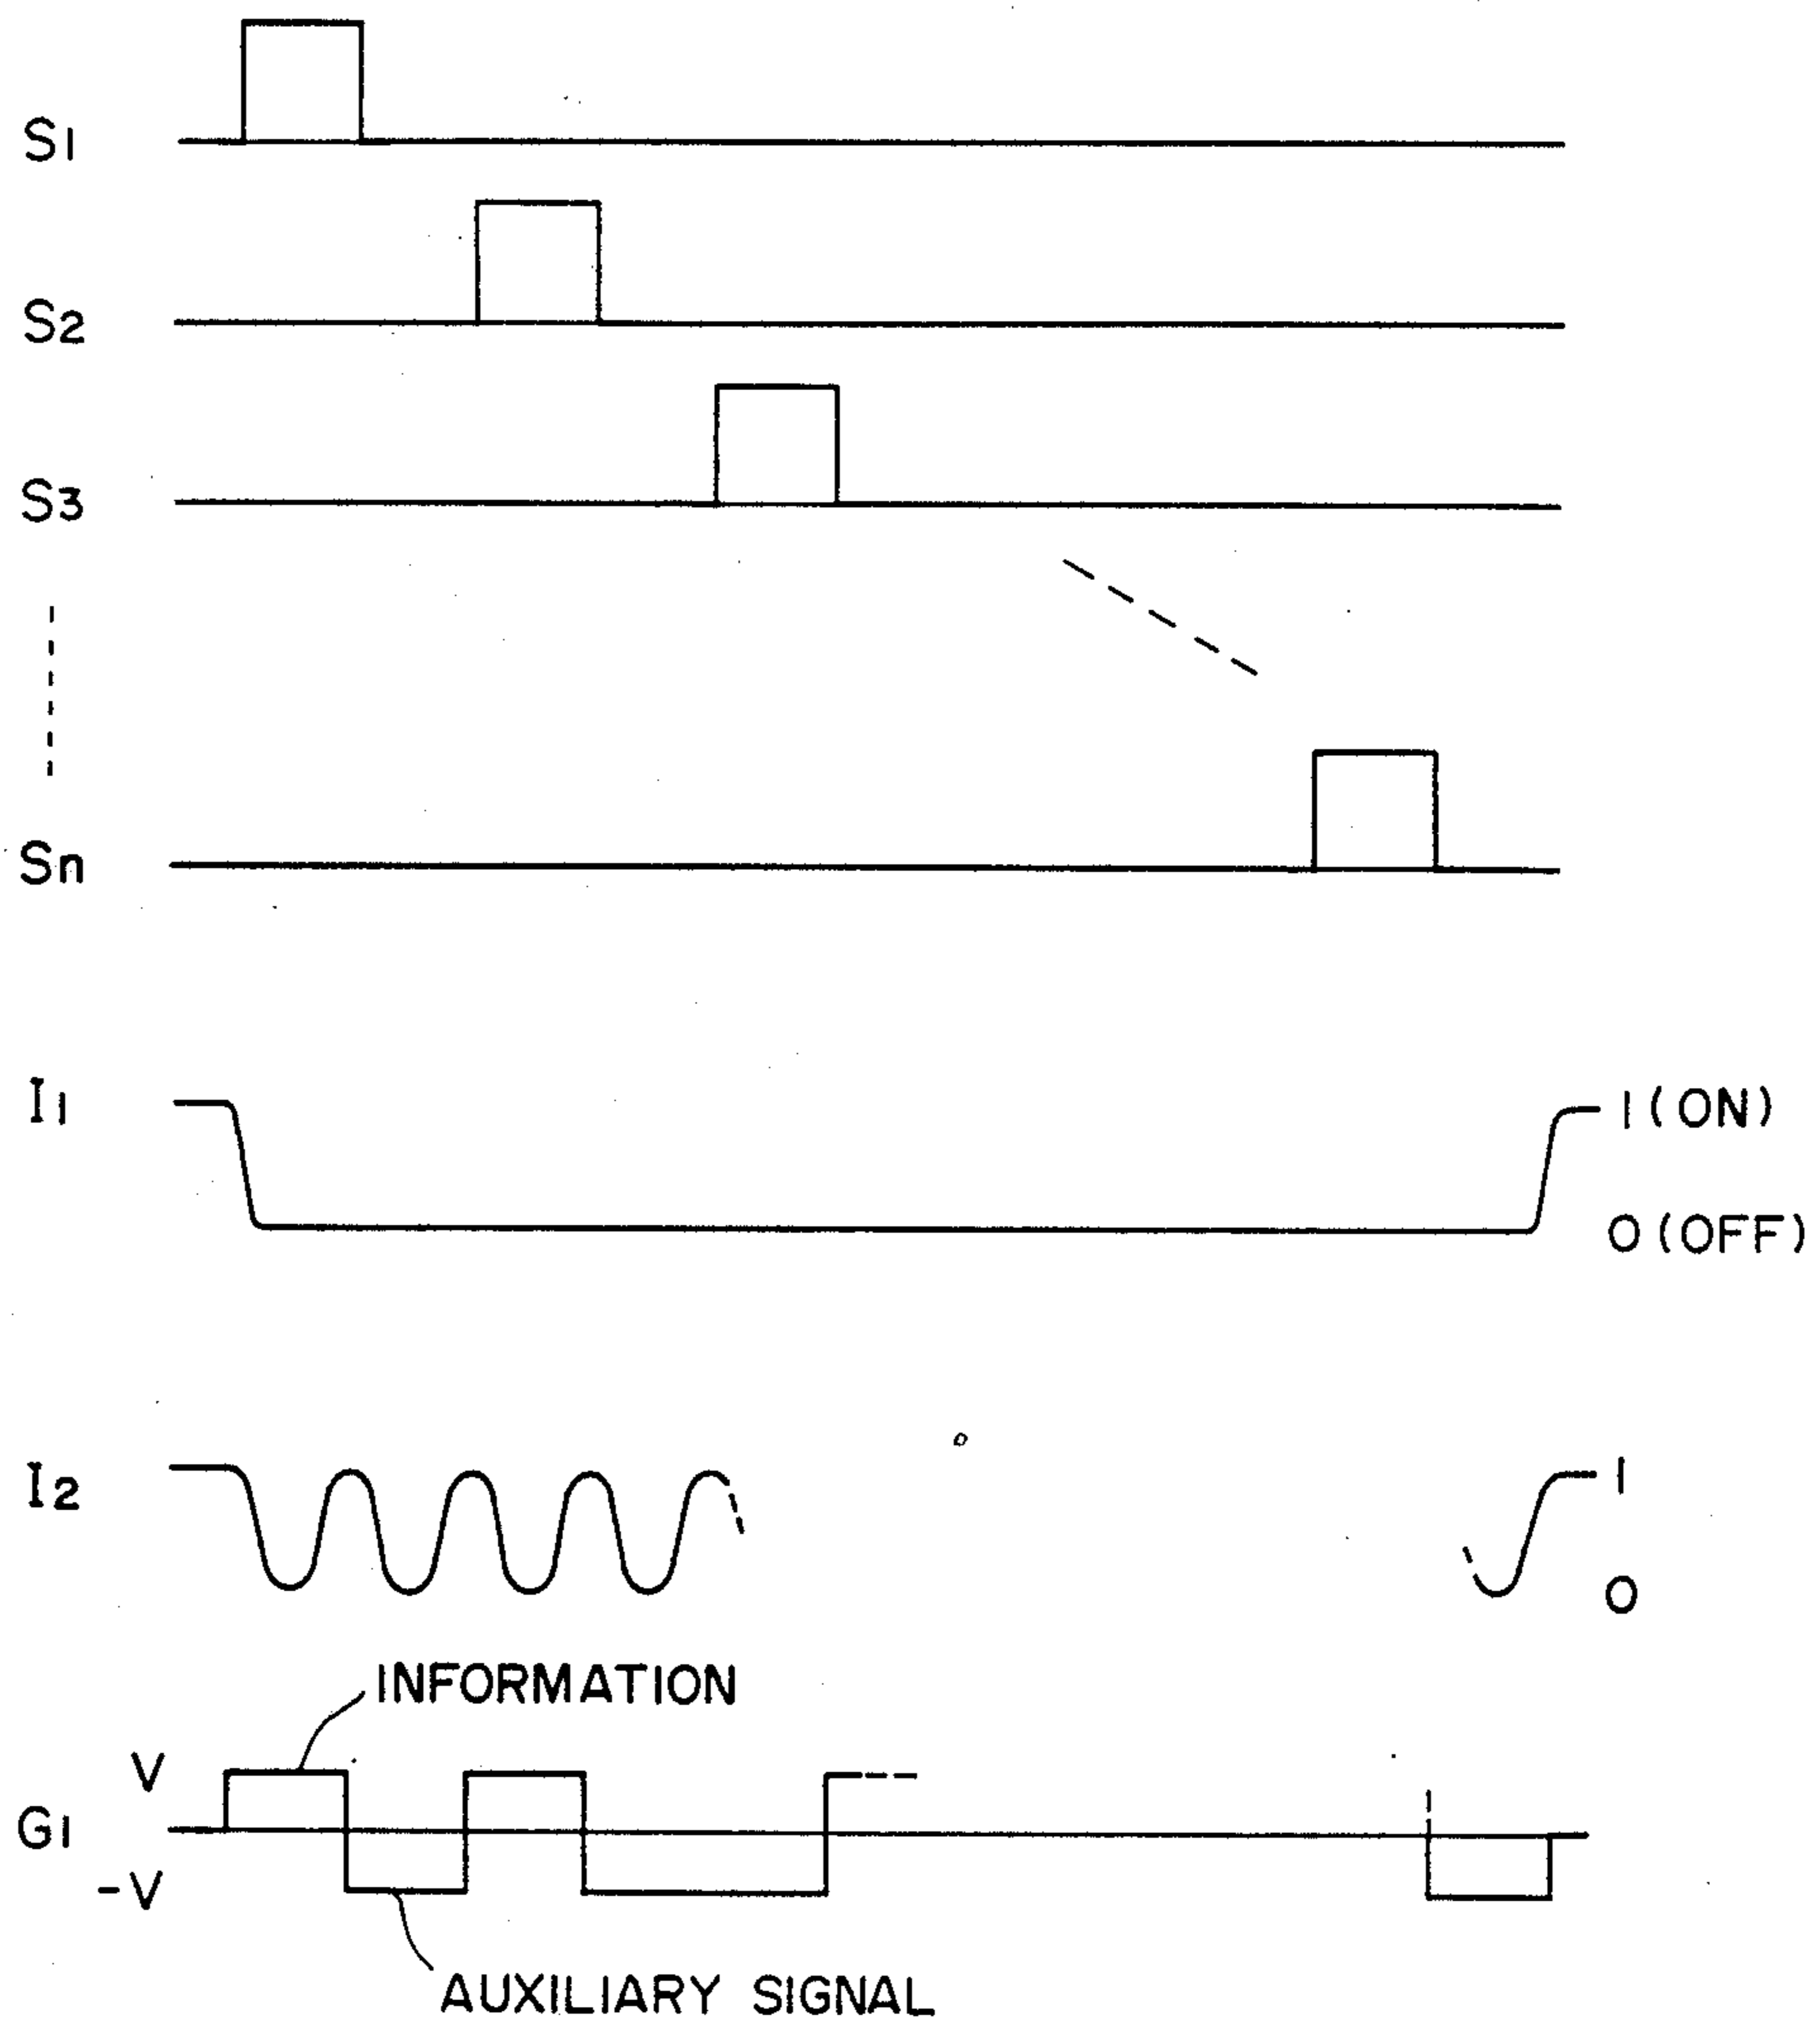 S1
S2
S3
Sn
I1
1 (ON)
0 (OFF)
I2
1
0
INFORMATION
V
G1
-V
AUXILIARY SIGNAL